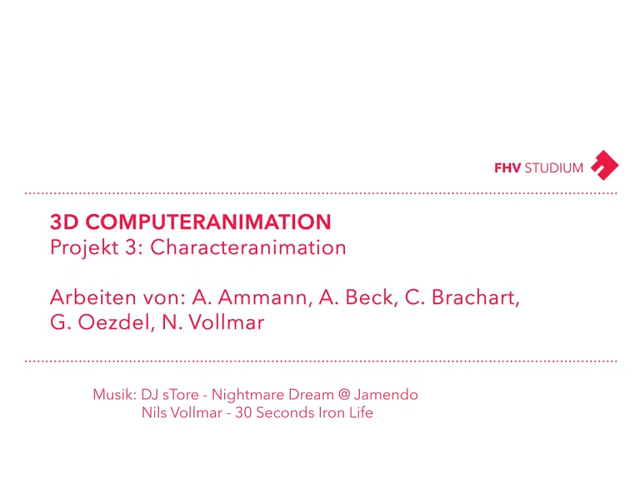 FHV STUDIUM
3D COMPUTERANIMATION
Projekt 3: Characteranimation
Arbeiten von: A. Ammann, A. Beck, C. Brachart,
G. Oezdel, N. Vollmar
Musik: DJ sTore - Nightmare Dream @ Jamendo
Nils Vollmar - 30 Seconds Iron Life